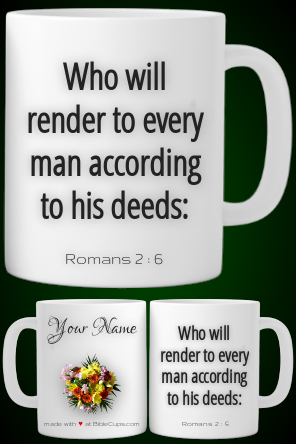 Who will
render to every
man according
to his deeds:
Romans 2 : 6
Your Name
made with ♥ at BibleCups.com
Who will
render to every
man according
to his deeds:
Romans 2 : 6